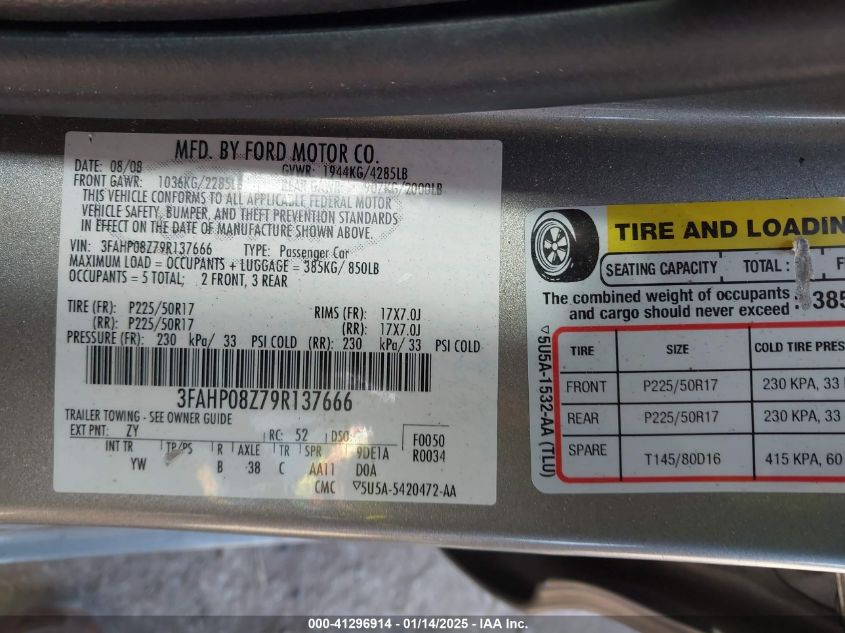 MFD. BY FORD MOTOR CO.
DATE: 08/08 GVWR: 1944KG/4285LB
FRONT GAWR: 1036KG/2285LB REAR GAWR: 907KG/2000LB
THIS VEHICLE CONFORMS TO ALL APPLICABLE FEDERAL MOTOR
VEHICLE SAFETY, BUMPER, AND THEFT PREVENTION STANDARDS
IN EFFECT ON THE DATE OF MANUFACTURE SHOWN ABOVE.
VIN: 3FAHP08Z79R137666 TYPE: Passenger Car
MAXIMUM LOAD = OCCUPANTS + LUGGAGE = 385KG/ 850LB
OCCUPANTS = 5 TOTAL; 2 FRONT, 3 REAR
TIRE (FR): P225/50R17 RIMS (FR): 17X7.0J
(RR): P225/50R17 (RR): 17X7.0J
PRESSURE (FR): 230 kPa/ 33 PSI COLD (RR): 230 kPa/ 33 PSI COLD
3FAHP08Z79R137666
TRAILER TOWING - SEE OWNER GUIDE
EXT PNT: ZY RC: 52 DSO: F0050
INT TR TP/PS R AXLE TR SPR 9DE1A R0034
YW B 38 C AA11 D0A
CMC ▽5U5A-5420472-AA
TIRE AND LOADIN
SEATING CAPACITY TOTAL : F
The combined weight of occupants
and cargo should never exceed : 385
▽5U5A-1532-AA (TLU)
TIRE SIZE COLD TIRE PRES
FRONT P225/50R17 230 KPA, 33
REAR P225/50R17 230 KPA, 33
SPARE T145/80D16 415 KPA, 60
000-41296914 - 01/14/2025 - IAA Inc.